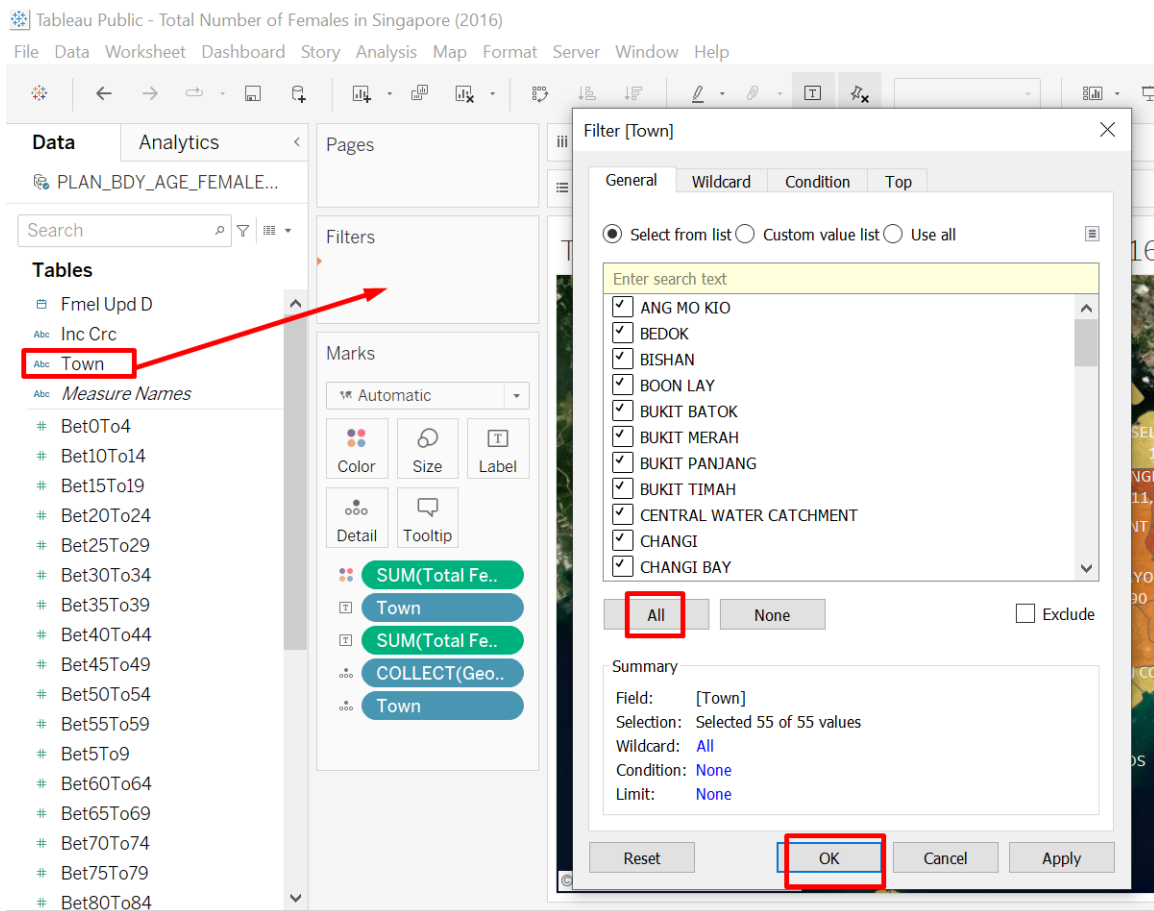 Tableau Public - Total Number of Females in Singapore (2016)
File Data Worksheet Dashboard Story Analysis Map Format Server Window Help
Data Analytics
PLAN_BDY_AGE_FEMALE...
Search
Tables
Fmel Upd D
Abc Inc Crc
Abc Town
Abc Measure Names
# Bet0To4
# Bet10To14
# Bet15To19
# Bet20To24
# Bet25To29
# Bet30To34
# Bet35To39
# Bet40To44
# Bet45To49
# Bet50To54
# Bet55To59
# Bet5To9
# Bet60To64
# Bet65To69
# Bet70To74
# Bet75To79
# Bet80To84
Pages
Filters
Marks
Automatic
Color Size Label
Detail Tooltip
SUM(Total Fe..
Town
SUM(Total Fe..
COLLECT(Geo..
Town
Filter [Town]
General Wildcard Condition Top
Select from list Custom value list Use all
Enter search text
ANG MO KIO
BEDOK
BISHAN
BOON LAY
BUKIT BATOK
BUKIT MERAH
BUKIT PANJANG
BUKIT TIMAH
CENTRAL WATER CATCHMENT
CHANGI
CHANGI BAY
All None Exclude
Summary
Field: [Town]
Selection: Selected 55 of 55 values
Wildcard: All
Condition: None
Limit: None
Reset OK Cancel Apply